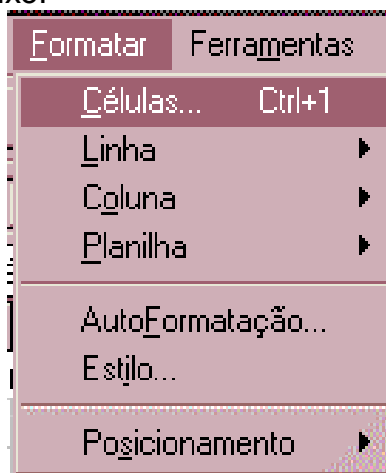 Formatar Ferramentas
Células... Ctrl+1
Linha
Coluna
Planilha
AutoFormatação...
Estilo...
Posicionamento